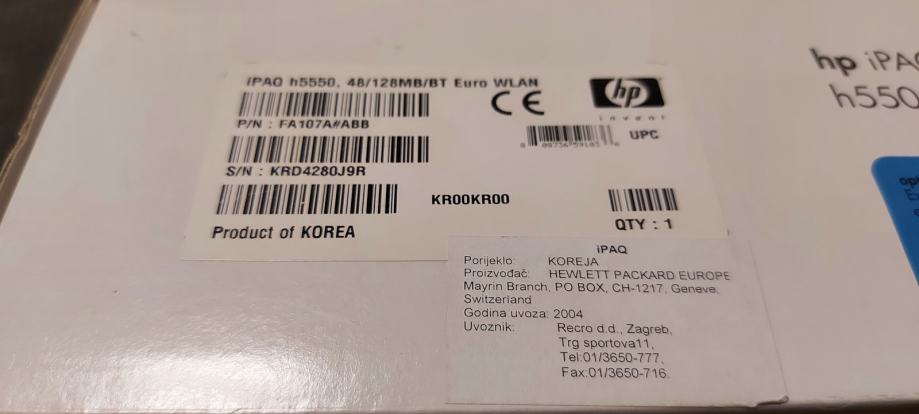 iPAQ h5550, 48/128MB/BT Euro WLAN
CE
hp
invent
P/N : FA107A#ABB
UPC
S/N : KRD4280J9R
KR00KR00
QTY : 1
Product of KOREA
iPAQ
Porijeklo: KOREJA
Proizvođač: HEWLETT PACKARD EUROPE
Mayrin Branch, PO BOX, CH-1217, Geneve,
Switzerland
Godina uvoza: 2004
Uvoznik: Recro d.d., Zagreb,
Trg sportova11,
Tel:01/3650-777,
Fax:01/3650-716.
hp iPAQ
h550